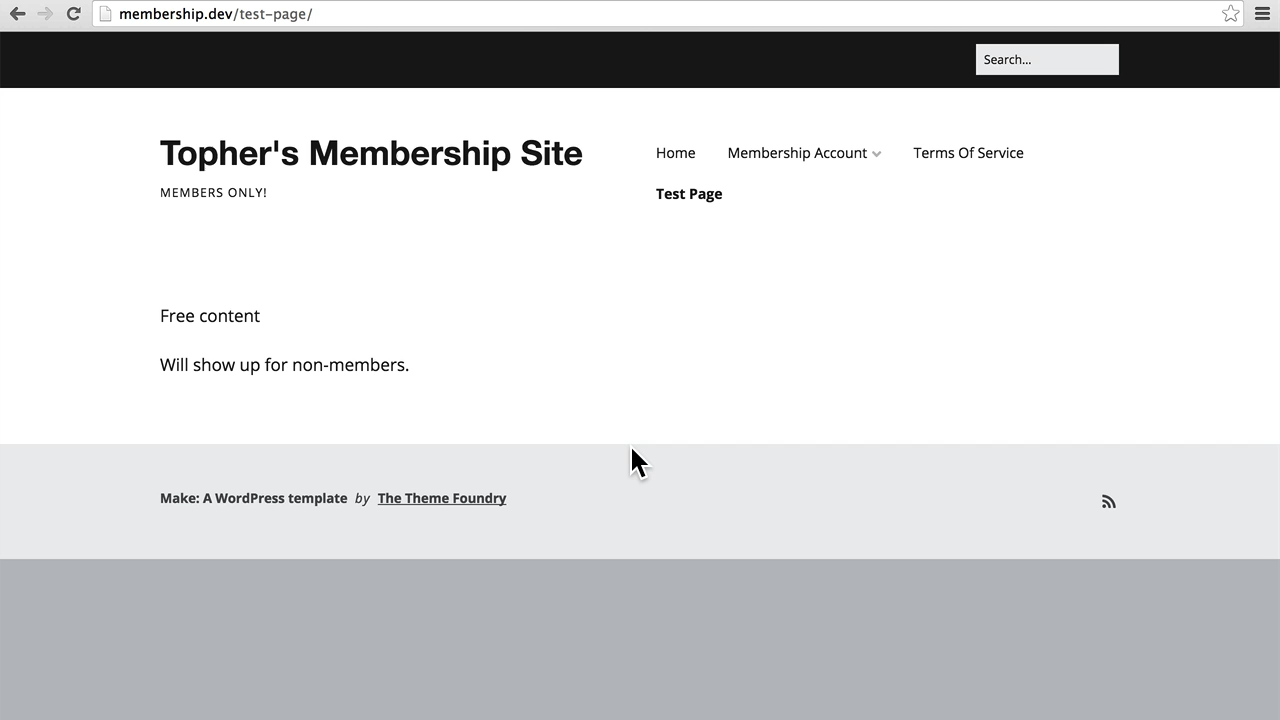 membership.dev/test-page/
Search...
Topher's Membership Site
Home Membership Account Terms Of Service
MEMBERS ONLY!
Test Page
Free content
Will show up for non-members.
Make: A WordPress template by The Theme Foundry